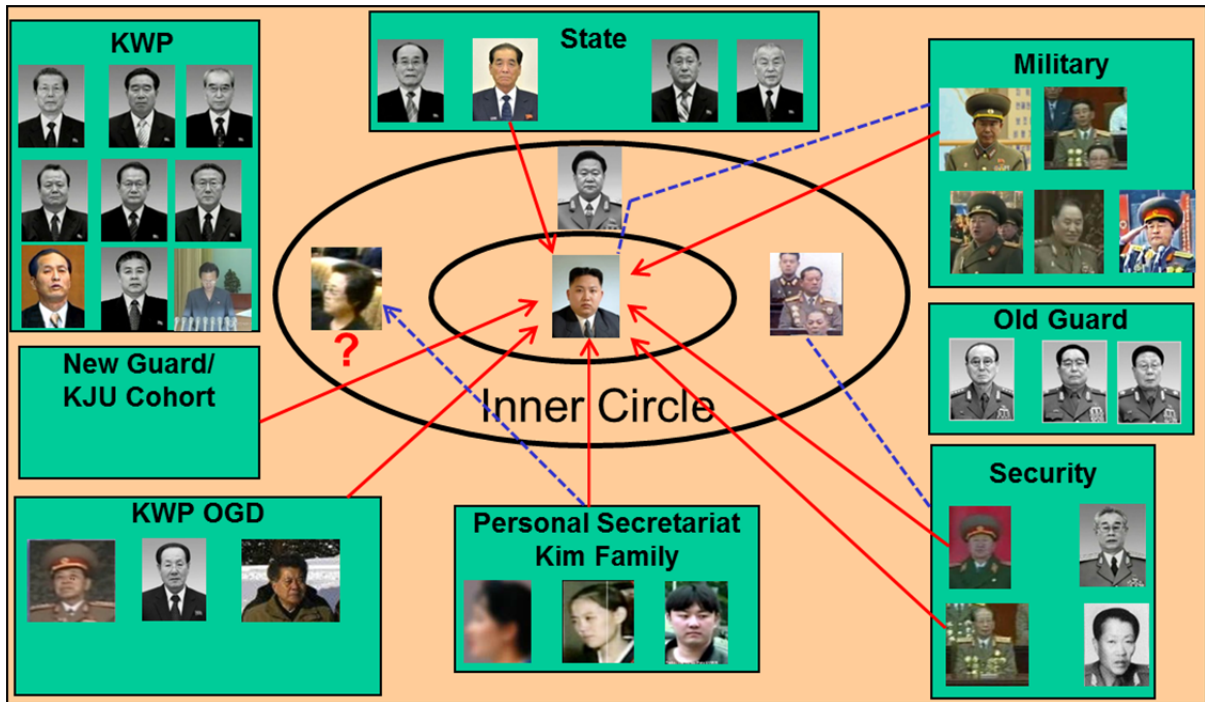 KWP
State
Military
?
Old Guard
New Guard/
KJU Cohort
Inner Circle
Security
KWP OGD
Personal Secretariat
Kim Family